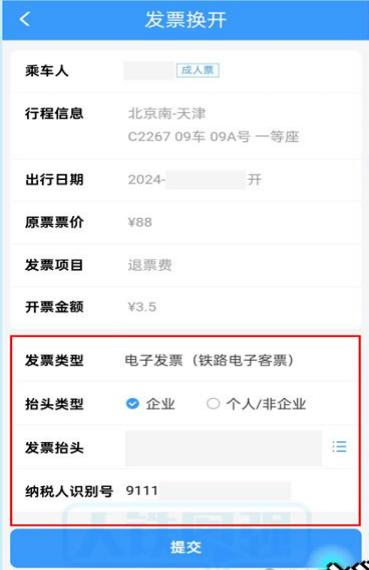 发票换开
乘车人 成人票
行程信息 北京南-天津
C2267 09车 09A号 一等座
出行日期 2024- 开
原票票价 ¥88
发票项目 退票费
开票金额 ¥3.5
发票类型 电子发票（铁路电子客票）
抬头类型 企业 个人/非企业
发票抬头
纳税人识别号 9111
提交